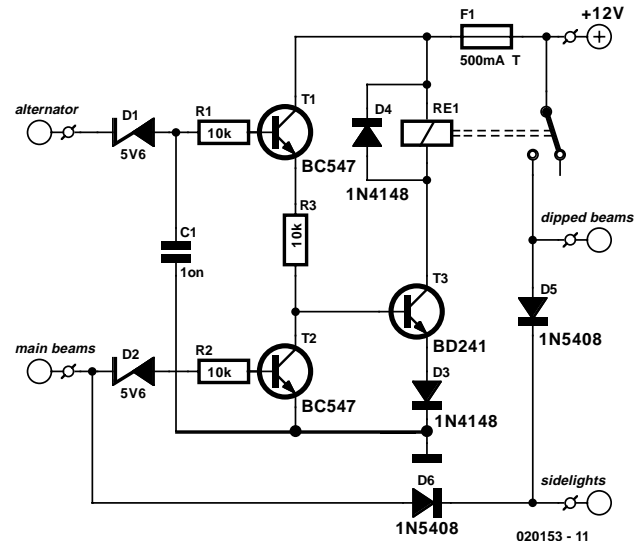 F1
+12V
500mA T
alternator
D1
5V6
R1
10k
T1
BC547
D4
1N4148
RE1
R3
10k
C1
1on
dipped beams
D5
1N5408
T3
BD241
main beams
D2
5V6
R2
10k
T2
BC547
D3
1N4148
D6
1N5408
sidelights
020153 - 11